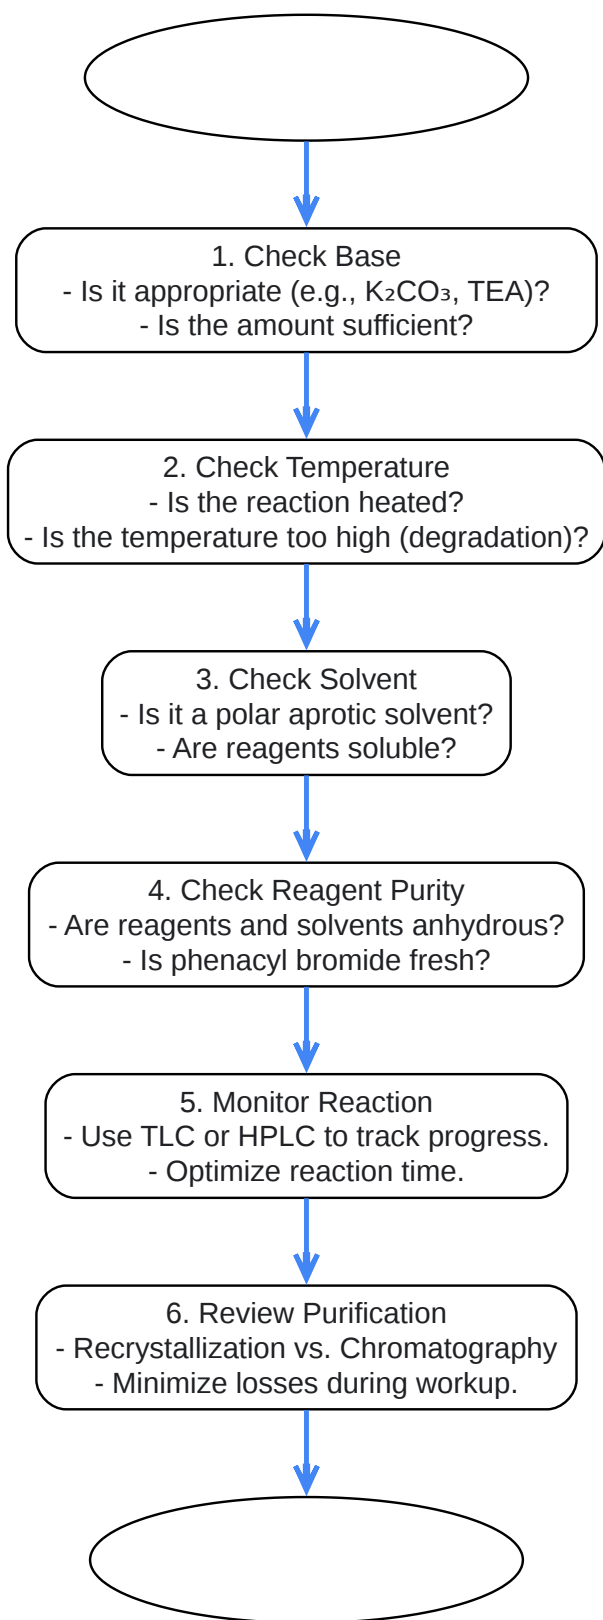 1. Check Base
- Is it appropriate (e.g., K₂CO₃, TEA)?
- Is the amount sufficient?
2. Check Temperature
- Is the reaction heated?
- Is the temperature too high (degradation)?
3. Check Solvent
- Is it a polar aprotic solvent?
- Are reagents soluble?
4. Check Reagent Purity
- Are reagents and solvents anhydrous?
- Is phenacyl bromide fresh?
5. Monitor Reaction
- Use TLC or HPLC to track progress.
- Optimize reaction time.
6. Review Purification
- Recrystallization vs. Chromatography
- Minimize losses during workup.